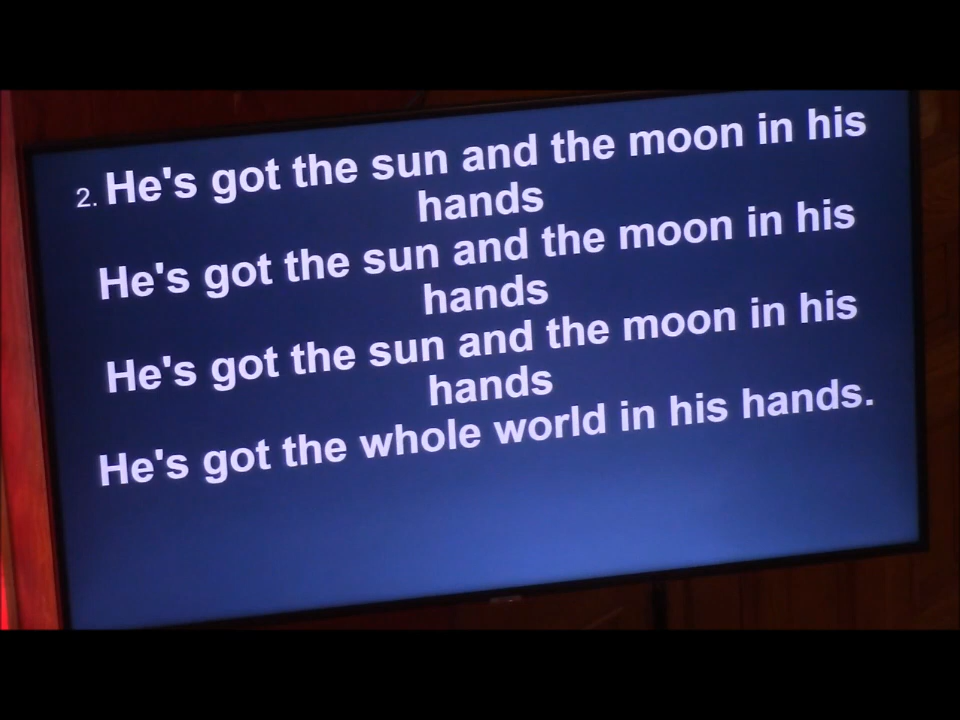 2. He's got the sun and the moon in his
hands
He's got the sun and the moon in his
hands
He's got the sun and the moon in his
hands
He's got the whole world in his hands.